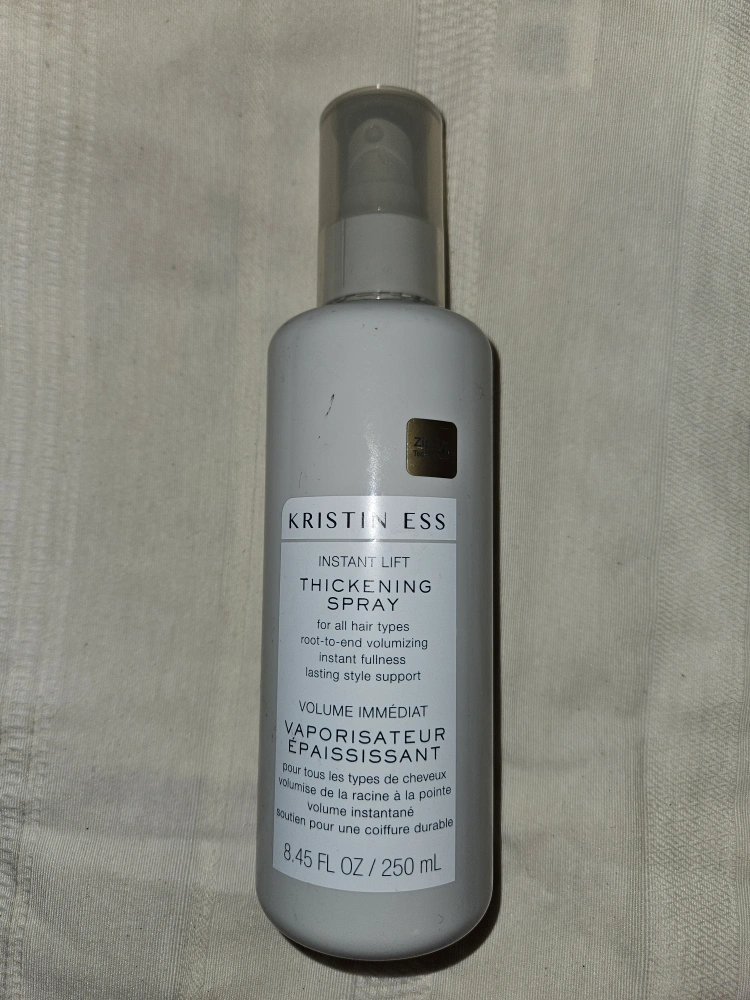 KRISTIN ESS
INSTANT LIFT
THICKENING
SPRAY
for all hair types
root-to-end volumizing
instant fullness
lasting style support
VOLUME IMMÉDIAT
VAPORISATEUR
ÉPAISSISSANT
pour tous les types de cheveux
volumise de la racine à la pointe
volume instantané
soutien pour une coiffure durable
8.45 FL OZ / 250 mL